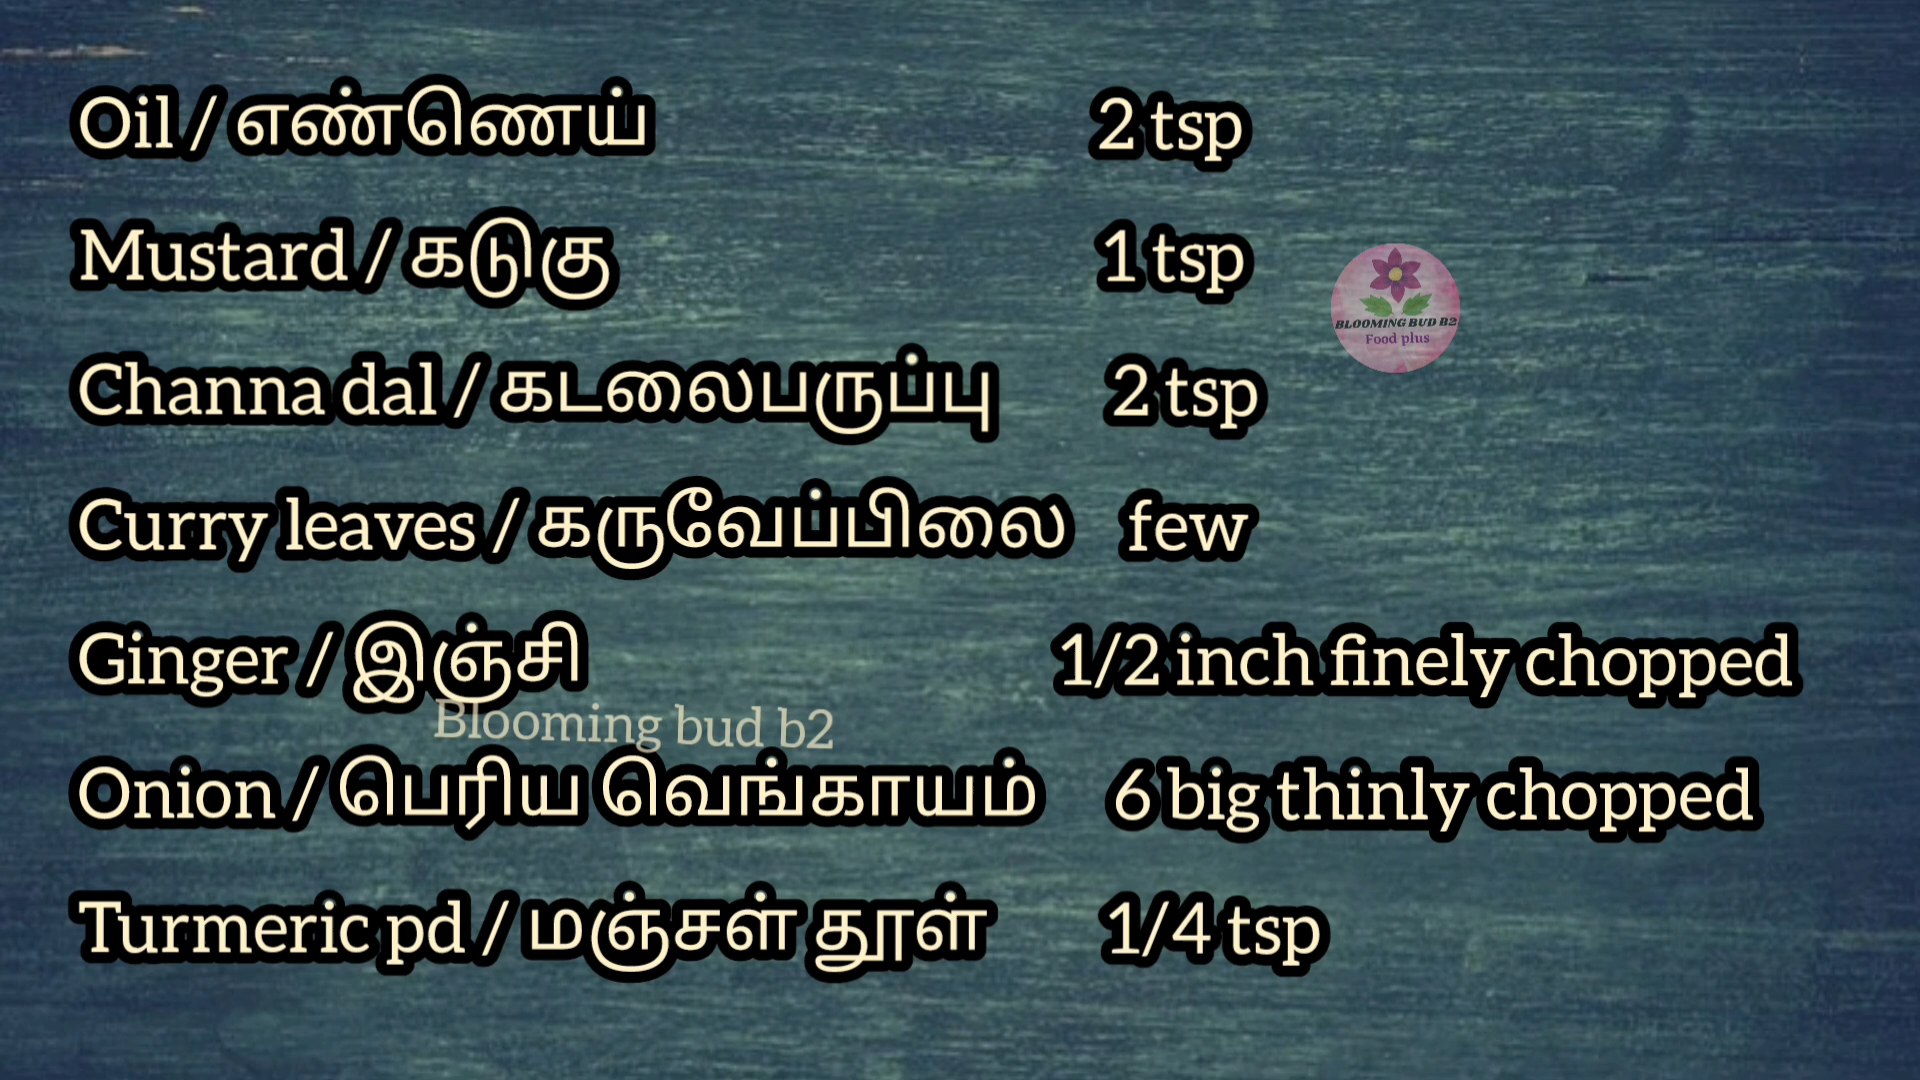 Oil / எண்ணெய் 2 tsp
Mustard / கடுகு 1 tsp
BLOOMING BUD B2
Food plus
Channa dal / கடலைபருப்பு 2 tsp
Curry leaves / கருவேப்பிலை few
Ginger / இஞ்சி 1/2 inch finely chopped
Blooming bud b2
Onion / பெரிய வெங்காயம் 6 big thinly chopped
Turmeric pd / மஞ்சள் தூள் 1/4 tsp